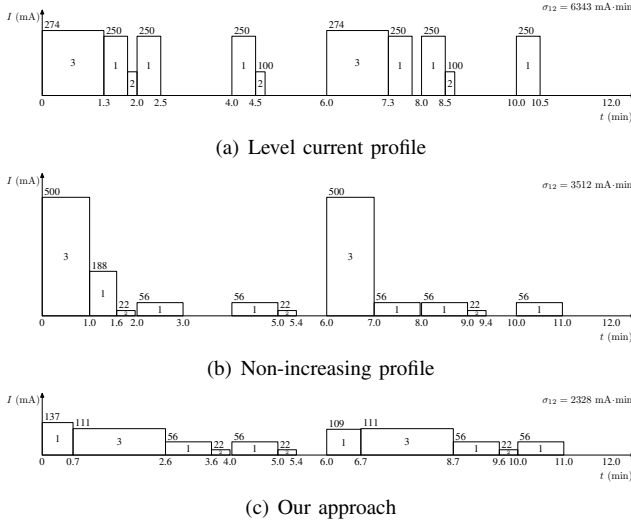 I (mA)
σ12 = 6343 mA·min
274 250 250 250 100 274 250 250 100 250
3 1 2 1 1 2 3 1 1 2 1
0 1.3 2.0 2.5 4.0 4.5 6.0 7.3 8.0 8.5 10.0 10.5 12.0
t (min)
(a) Level current profile
I (mA)
σ12 = 3512 mA·min
500 188 22 56 56 22 500 56 56 22 56
3 1 2 1 1 2 3 1 1 2 1
0 1.0 1.6 2.0 3.0 5.0 5.4 6.0 7.0 8.0 9.0 9.4 10.0 11.0 12.0
t (min)
(b) Non-increasing profile
I (mA)
σ12 = 2328 mA·min
137 111 56 22 56 22 109 111 56 22 56
1 3 1 2 1 2 1 3 1 2 1
0 0.7 2.6 3.6 4.0 5.0 5.4 6.0 6.7 8.7 9.6 10.0 11.0 12.0
t (min)
(c) Our approach